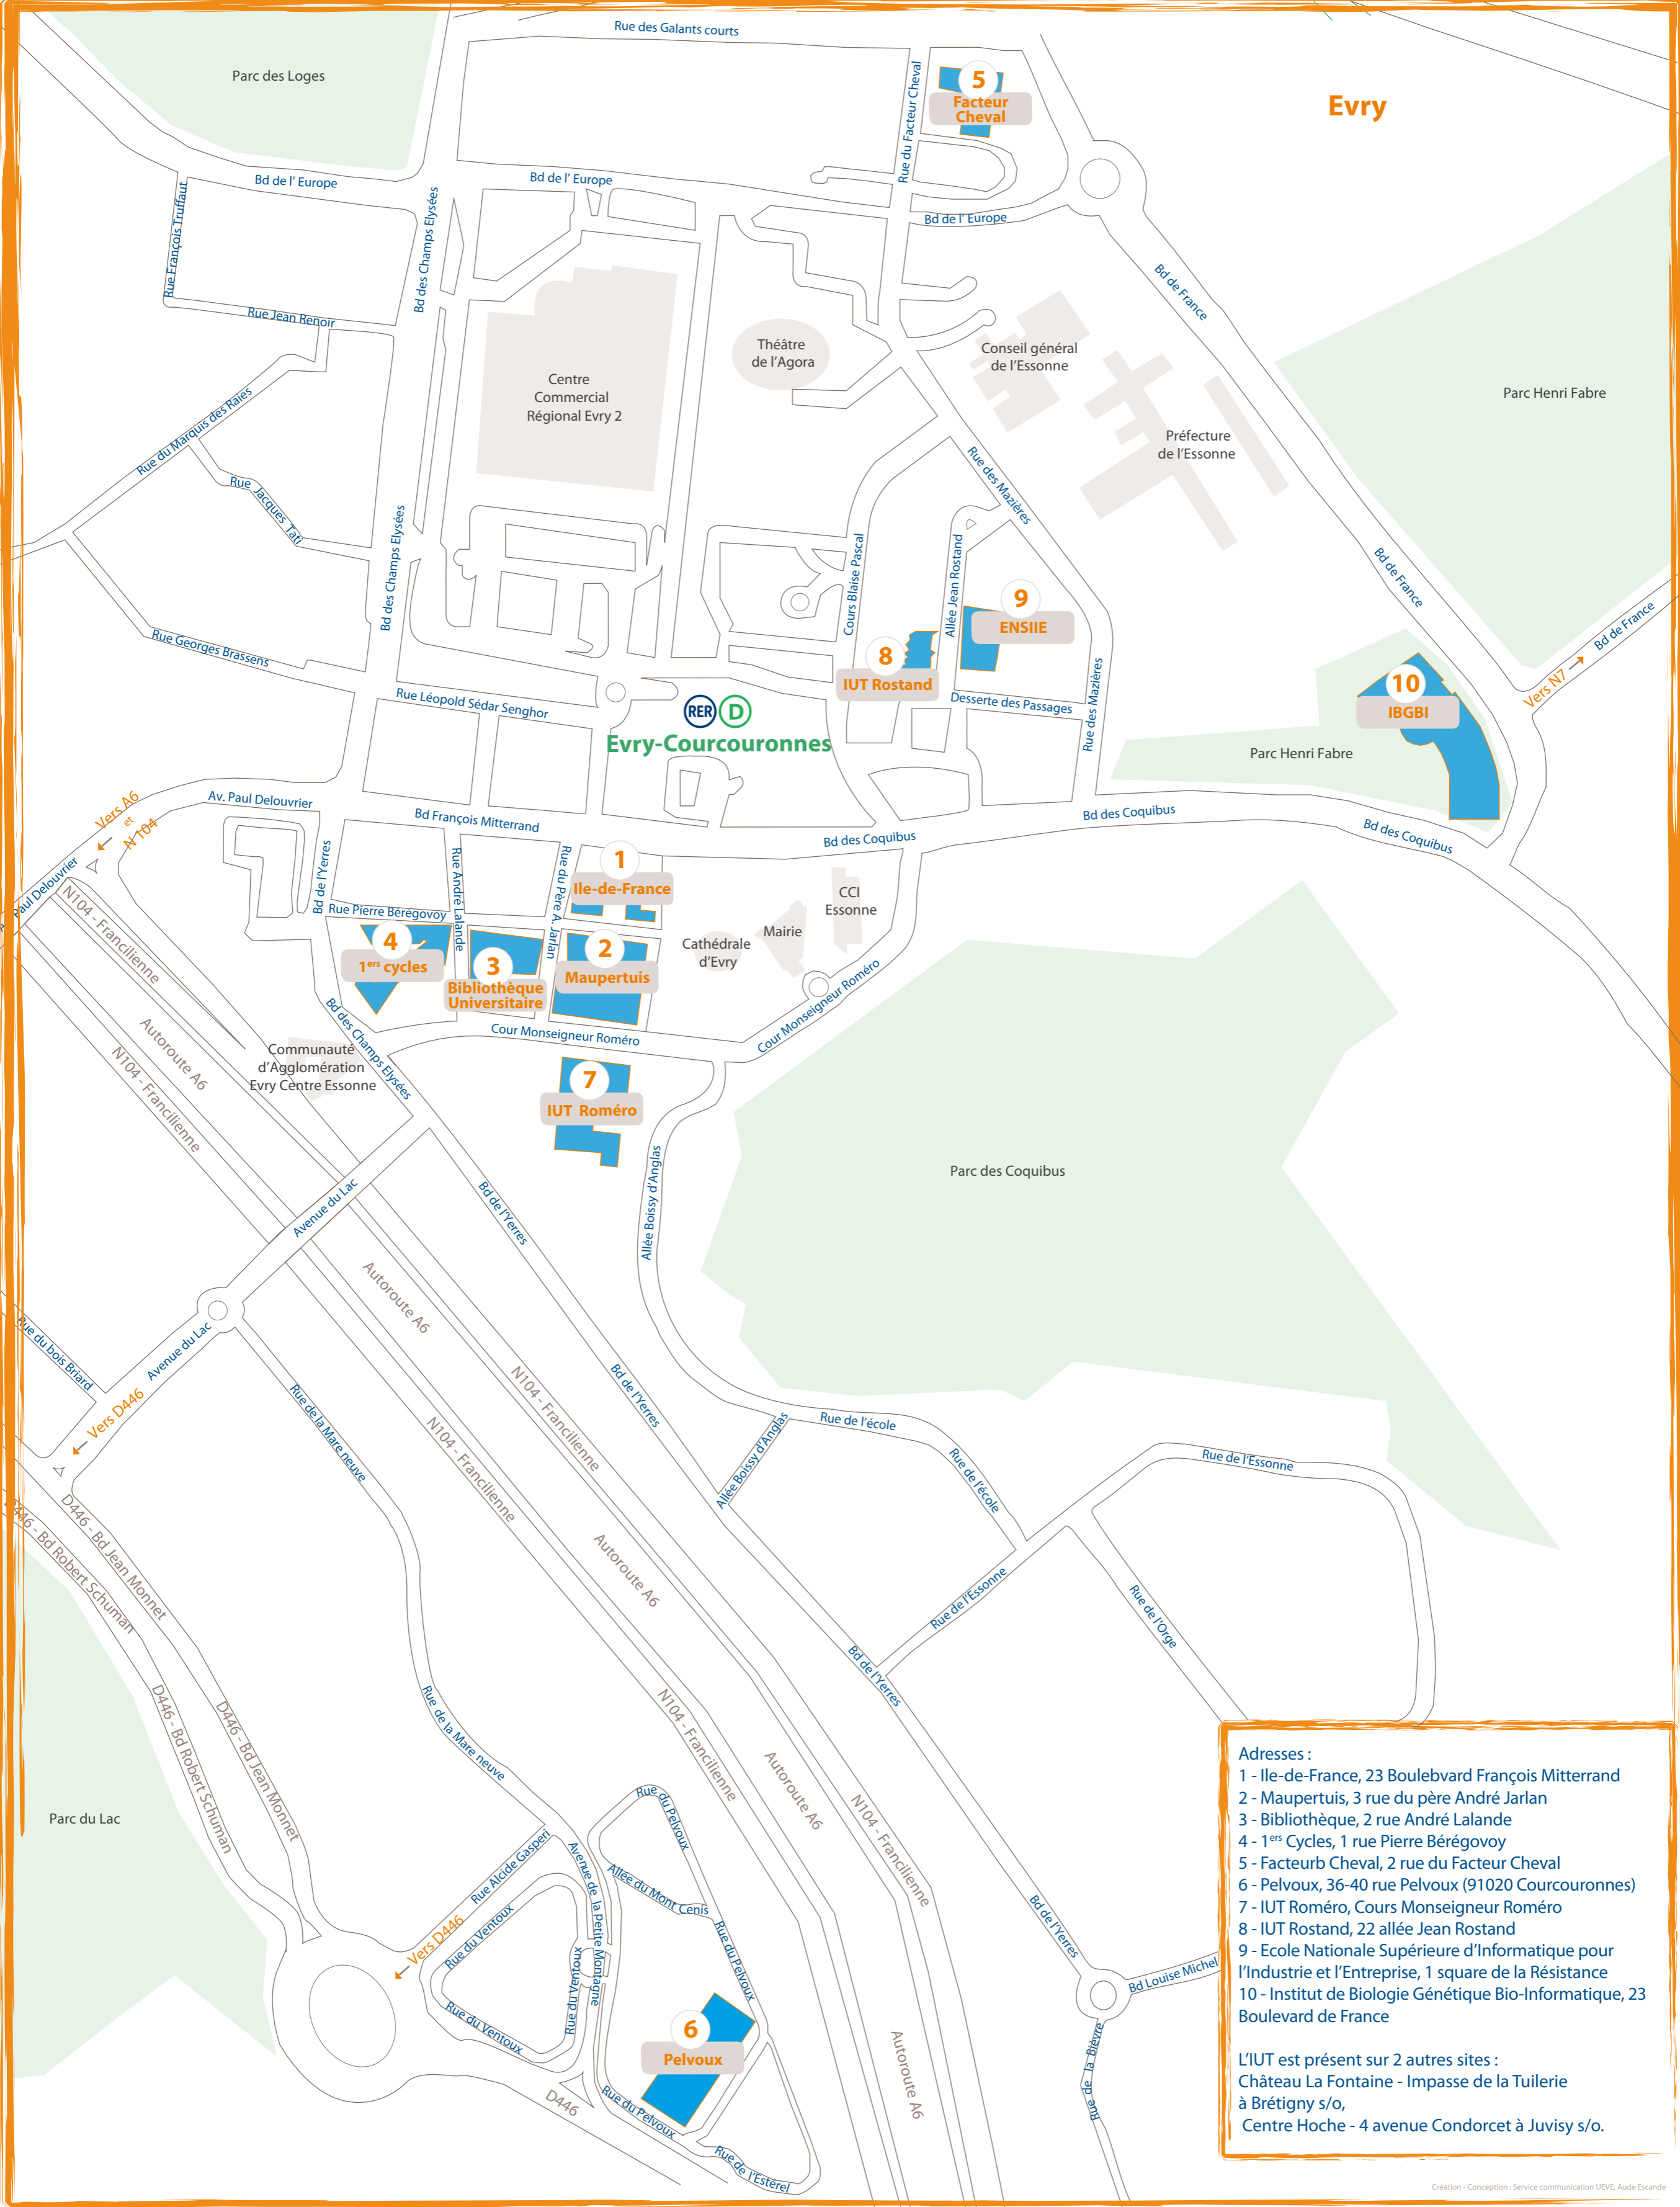 Rue des Galants courts
Parc des Loges
Rue du Facteur Cheval
5
Facteur
Cheval
Evry
Bd de l' Europe
Bd de l' Europe
Bd de l' Europe
Rue François Truffaut
Bd des Champs Elysées
Rue Jean Renoir
Bd de France
Théâtre
de l'Agora
Conseil général
de l'Essonne
Centre
Commercial
Régional Evry 2
Parc Henri Fabre
Préfecture
de l'Essonne
Rue du Marquis des Raies
Rue Jacques Tati
Rue des Mazières
Bd des Champs Elysées
Cours Blaise Pascal
Allée Jean Rostand
Bd de France
9
ENSIIE
Bd de France
Rue Georges Brassens
8
IUT Rostand
10
IBGBI
Vers N7
Rue Léopold Sédar Senghor
Desserte des Passages
Rue des Mazières
RER D
Evry-Courcouronnes
Parc Henri Fabre
Vers A6
et
N 104
Av. Paul Delouvrier
Bd François Mitterrand
Bd des Coquibus
Bd des Coquibus
Bd des Coquibus
Paul Delouvrier
Bd de l'Yerres
Rue André Lalande
Rue du Père A. Jarlan
1
Ile-de-France
CCI
Essonne
Rue Pierre Bérégovoy
N104 - Francilienne
4
1ers cycles
3
Bibliothèque
Universitaire
2
Maupertuis
Cathédrale
d'Evry
Mairie
Cour Monseigneur Roméro
Bd des Champs Elysées
Cour Monseigneur Roméro
Autoroute A6
N104 - Francilienne
Communauté
d'Agglomération
Evry Centre Essonne
7
IUT Roméro
Allée Boissy d'Anglas
Parc des Coquibus
Avenue du Lac
Bd de l'Yerres
Autoroute A6
Rue du bois Briard
Avenue du Lac
Vers D446
Rue de la Mare neuve
N104 - Francilienne
N104 - Francilienne
Bd de l'Yerres
Allée Boissy d'Anglas
Rue de l'école
Rue de l'école
Rue de l'Essonne
D446 - Bd Jean Monnet
D446 - Bd Robert Schuman
Autoroute A6
Rue de l'Essonne
Rue de l'Orge
Bd de l'Yerres
D446 - Bd Robert Schuman
D446 - Bd Jean Monnet
Rue de la Mare neuve
N104 - Francilienne
Autoroute A6
N104 - Francilienne
Parc du Lac
Rue du Pelvoux
Rue Alcide Gasperi
Avenue de la petite Montagne
Allée du Mont Cenis
Vers D446
Rue du Ventoux
Rue du Ventoux
Rue du Ventoux
Rue du Pelvoux
Bd de l'Yerres
Bd Louise Michel
6
Pelvoux
Rue de la Bièvre
Autoroute A6
D446
Rue du Pelvoux
Rue de l'Estérel
Adresses :
1 - Ile-de-France, 23 Boulebvard François Mitterrand
2 - Maupertuis, 3 rue du père André Jarlan
3 - Bibliothèque, 2 rue André Lalande
4 - 1ers Cycles, 1 rue Pierre Bérégovoy
5 - Facteurb Cheval, 2 rue du Facteur Cheval
6 - Pelvoux, 36-40 rue Pelvoux (91020 Courcouronnes)
7 - IUT Roméro, Cours Monseigneur Roméro
8 - IUT Rostand, 22 allée Jean Rostand
9 - Ecole Nationale Supérieure d'Informatique pour
l'Industrie et l'Entreprise, 1 square de la Résistance
10 - Institut de Biologie Génétique Bio-Informatique, 23
Boulevard de France
L'IUT est présent sur 2 autres sites :
Château La Fontaine - Impasse de la Tuilerie
à Brétigny s/o,
Centre Hoche - 4 avenue Condorcet à Juvisy s/o.
Création - Conception : Service communication UEVE, Aude Escande